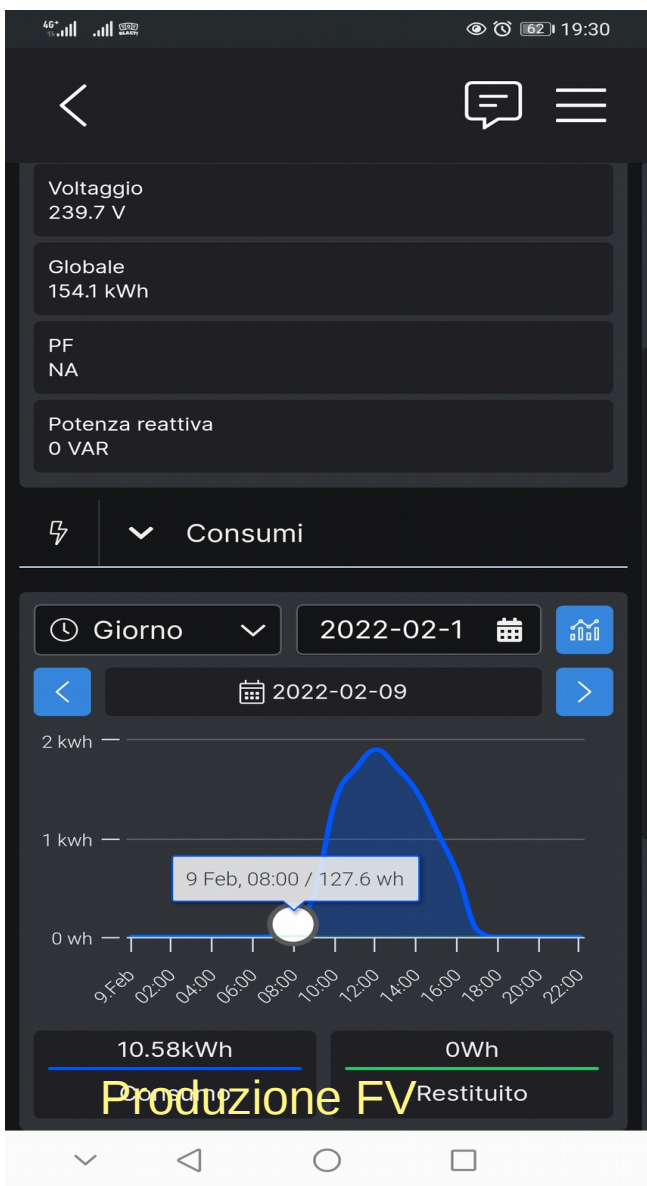 4G+
62 19:30
Voltaggio
239.7 V
Globale
154.1 kWh
PF
NA
Potenza reattiva
0 VAR
Consumi
Giorno
2022-02-1
2022-02-09
2 kwh
1 kwh
9 Feb, 08:00 / 127.6 wh
0 wh
9.Feb 02:00 04:00 06:00 08:00 10:00 12:00 14:00 16:00 18:00 20:00 22:00
10.58kWh 0Wh
Consumo Restituito
Produzione FV